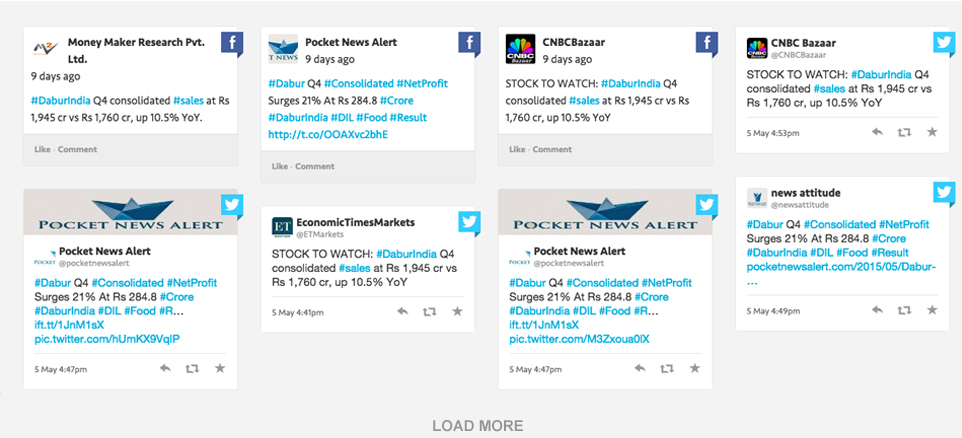 Money Maker Research Pvt.
Ltd.
9 days ago
#DaburIndia Q4 consolidated #sales at Rs
1,945 cr vs Rs 1,760 cr, up 10.5% YoY.
Like · Comment
T NEWS
Pocket News Alert
9 days ago
#Dabur Q4 #Consolidated #NetProfit
Surges 21% At Rs 284.8 #Crore
#DaburIndia #DIL #Food #Result
http://t.co/OOAXvc2bhE
Like · Comment
CNBC
Bazaar
CNBCBazaar
9 days ago
STOCK TO WATCH: #DaburIndia Q4
consolidated #sales at Rs 1,945 cr vs Rs
1,760 cr, up 10.5% YoY
Like · Comment
CNBC
Bazaar
CNBC Bazaar
@CNBCBazaar
STOCK TO WATCH: #DaburIndia Q4
consolidated #sales at Rs 1,945 cr vs
Rs 1,760 cr, up 10.5% YoY
5 May 4:53pm
POCKET NEWS ALERT
POCKET
Pocket News Alert
@pocketnewsalert
#Dabur Q4 #Consolidated #NetProfit
Surges 21% At Rs 284.8 #Crore
#DaburIndia #DIL #Food #R...
ift.tt/1JnM1sX
pic.twitter.com/hUmKX9VqIP
5 May 4:47pm
ET
EconomicTimesMarkets
@ETMarkets
STOCK TO WATCH: #DaburIndia Q4
consolidated #sales at Rs 1,945 cr vs
Rs 1,760 cr, up 10.5% YoY
5 May 4:41pm
POCKET NEWS ALERT
POCKET
Pocket News Alert
@pocketnewsalert
#Dabur Q4 #Consolidated #NetProfit
Surges 21% At Rs 284.8 #Crore
#DaburIndia #DIL #Food #R...
ift.tt/1JnM1sX
pic.twitter.com/M3Zxoua0lX
5 May 4:47pm
news attitude
@newsattitude
#Dabur Q4 #Consolidated #NetProfit
Surges 21% At Rs 284.8 #Crore
#DaburIndia #DIL #Food #Result
pocketnewsalert.com/2015/05/Dabur-
...
5 May 4:49pm
LOAD MORE